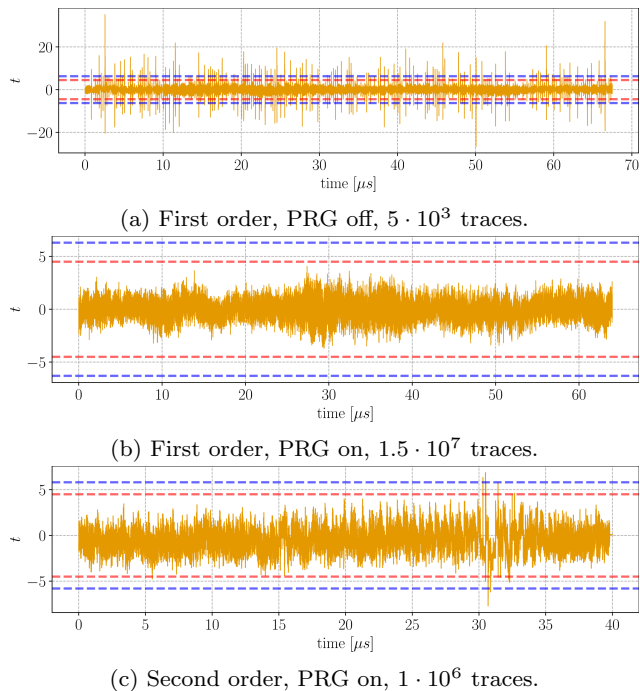 20
t
0
−20
0 10 20 30 40 50 60 70
time [μs]
(a) First order, PRG off, 5 · 10³ traces.
5
t
0
−5
0 10 20 30 40 50 60
time [μs]
(b) First order, PRG on, 1.5 · 10⁷ traces.
5
t
0
−5
0 5 10 15 20 25 30 35 40
time [μs]
(c) Second order, PRG on, 1 · 10⁶ traces.